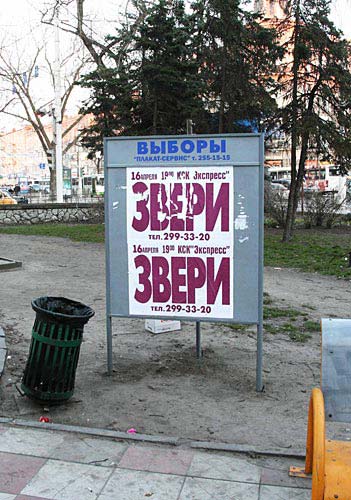 ВЫБОРЫ
"ПЛАКАТ-СЕРВИС" т. 255-15-15
16 АПРЕЛЯ 19⁰⁰ КСК "Экспресс"
ЗВЕРИ
ТЕЛ. 299-33-20
16 АПРЕЛЯ 19⁰⁰ КСК "Экспресс"
ЗВЕРИ
ТЕЛ. 299-33-20